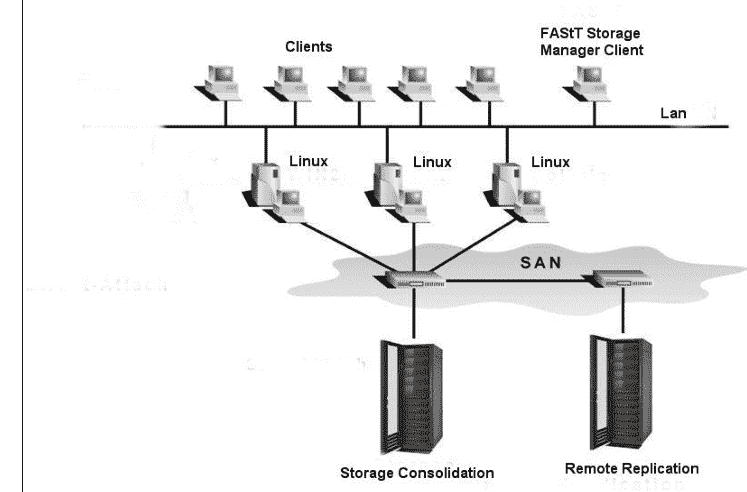 FAStT Storage
Manager Client
Clients
Lan
Linux
Linux
Linux
SAN
Storage Consolidation
Remote Replication